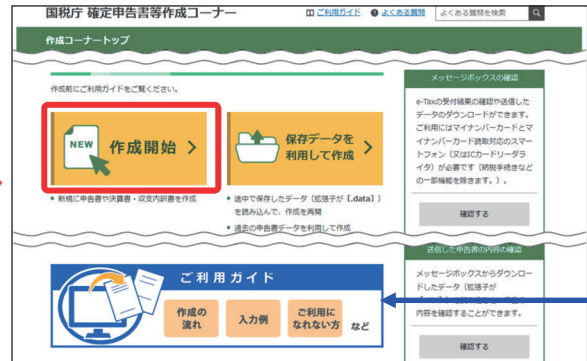 国税庁 確定申告書等作成コーナー
ご利用ガイド
よくある質問
よくある質問を検索
作成コーナートップ
作成前にご利用ガイドをご覧ください。
NEW
作成開始
保存データを
利用して作成
• 新規に申告書や決算書・収支内訳書を作成
• 途中で保存したデータ（拡張子が【.data】）
を読み込んで、作成を再開
• 過去の申告書データを利用して作成
メッセージボックスの確認
e-Taxの受付結果の確認や送信した
データのダウンロードができます。
ご利用にはマイナンバーカードとマ
イナンバーカード読取対応のスマー
トフォン（又はICカードリーダラ
イタ）が必要です（納税手続きなど
の一部機能を除きます。）。
確認する
ご利用ガイド
作成の
流れ
入力例
ご利用に
なれない方
など
送信した申告書の内容の確認
メッセージボックスからダウンロー
ドしたデータ（拡張子が
内容を確認することができます。
確認する